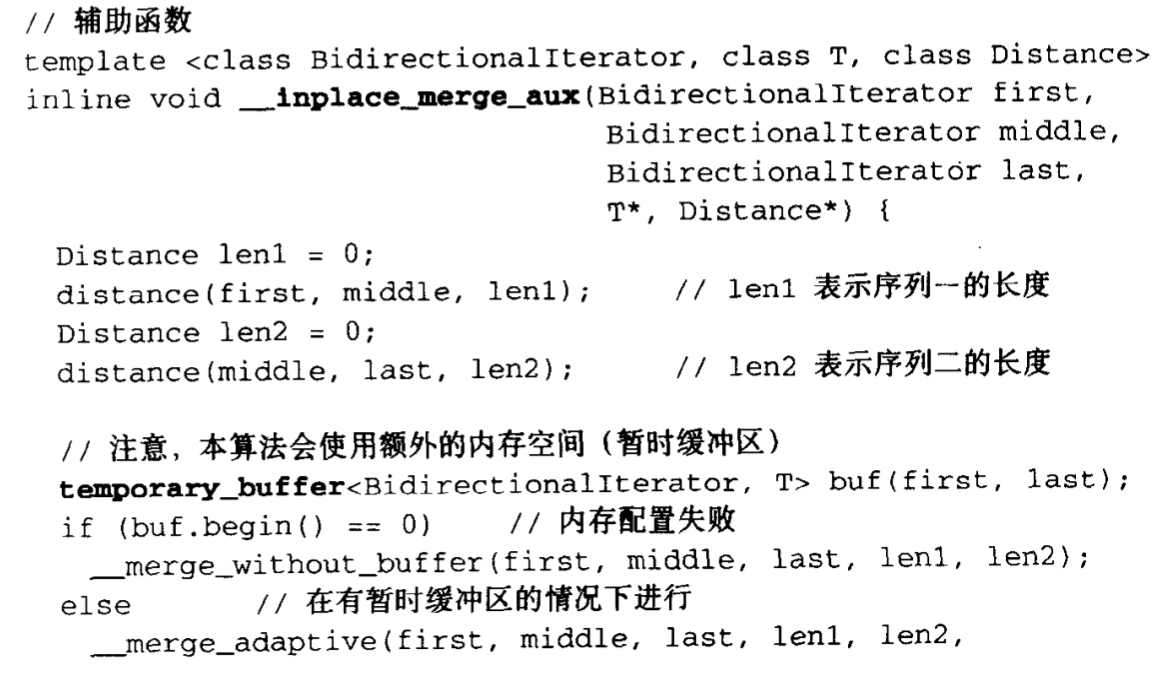 // 辅助函数
template <class BidirectionalIterator, class T, class Distance>
inline void __inplace_merge_aux(BidirectionalIterator first,
                                BidirectionalIterator middle,
                                BidirectionalIterator last,
                                T*, Distance*) {
  Distance len1 = 0;
  distance(first, middle, len1);     // len1 表示序列一的长度
  Distance len2 = 0;
  distance(middle, last, len2);      // len2 表示序列二的长度
  // 注意，本算法会使用额外的内存空间（暂时缓冲区）
  temporary_buffer<BidirectionalIterator, T> buf(first, last);
  if (buf.begin() == 0)     // 内存配置失败
    __merge_without_buffer(first, middle, last, len1, len2);
  else        // 在有暂时缓冲区的情况下进行
    __merge_adaptive(first, middle, last, len1, len2,